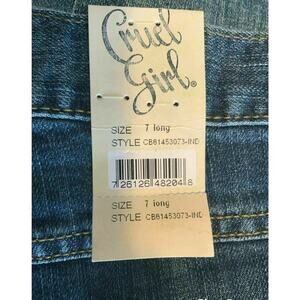 Cruel
Girl®
SIZE 7 long
STYLE CB61453073-IND
7 26126 48204 8
SIZE 7 long
STYLE CB61453073-IND